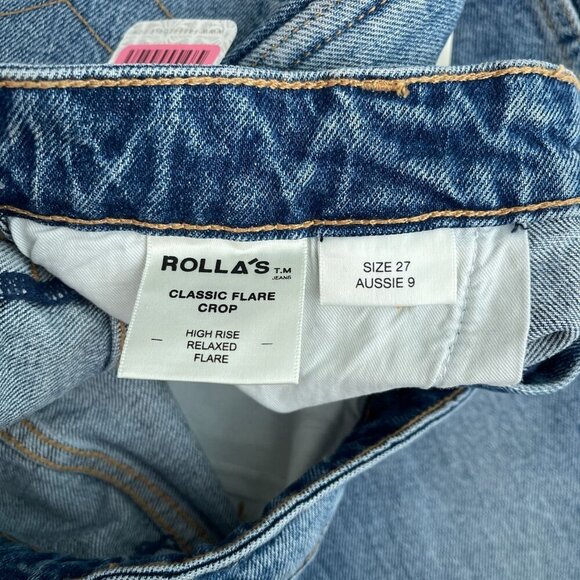 ROLLA'S T.M
JEANS
CLASSIC FLARE
CROP
HIGH RISE
RELAXED
FLARE
SIZE 27
AUSSIE 9